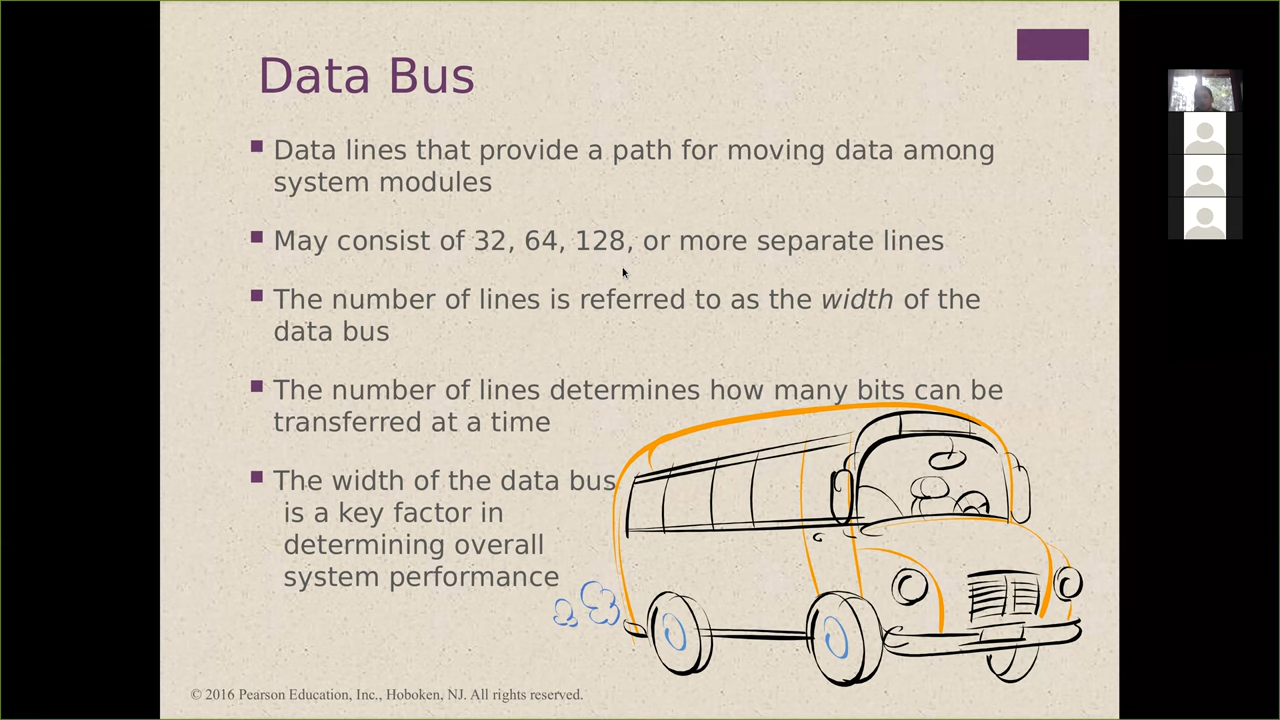 Data Bus
Data lines that provide a path for moving data among
system modules
May consist of 32, 64, 128, or more separate lines
The number of lines is referred to as the width of the
data bus
The number of lines determines how many bits can be
transferred at a time
The width of the data bus
is a key factor in
determining overall
system performance
© 2016 Pearson Education, Inc., Hoboken, NJ. All rights reserved.